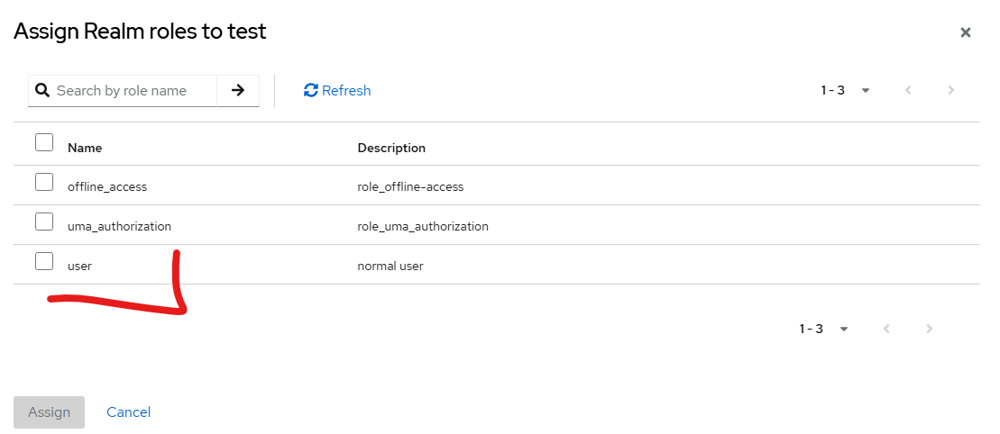 Assign Realm roles to test
Search by role name
Refresh
1 - 3
Name Description
offline_access role_offline-access
uma_authorization role_uma_authorization
user normal user
1 - 3
Assign Cancel